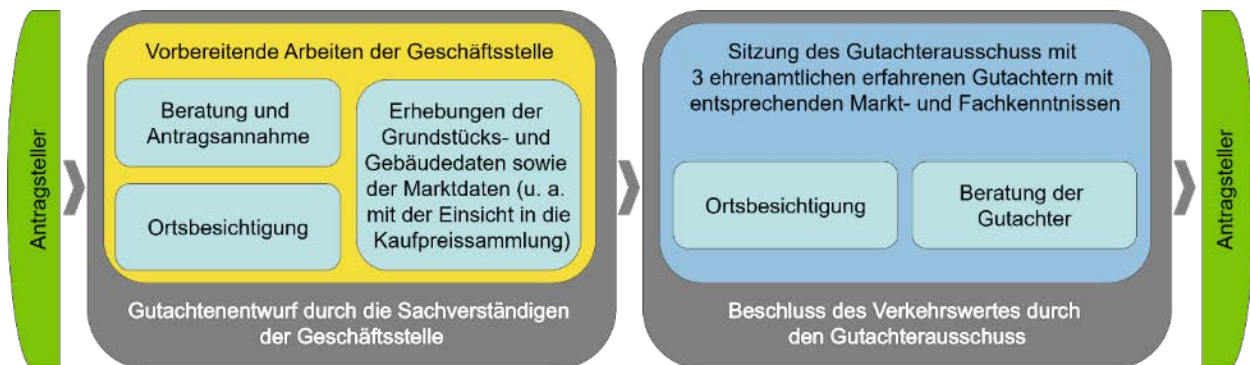 Antragsteller
Vorbereitende Arbeiten der Geschäftsstelle
Beratung und
Antragsannahme
Ortsbesichtigung
Erhebungen der
Grundstücks- und
Gebäudedaten sowie
der Marktdaten (u. a.
mit der Einsicht in die
Kaufpreissammlung)
Gutachtenentwurf durch die Sachverständigen
der Geschäftsstelle
Sitzung des Gutachterausschuss mit
3 ehrenamtlichen erfahrenen Gutachtern mit
entsprechenden Markt- und Fachkenntnissen
Ortsbesichtigung
Beratung der
Gutachter
Beschluss des Verkehrswertes durch
den Gutachterausschuss
Antragsteller